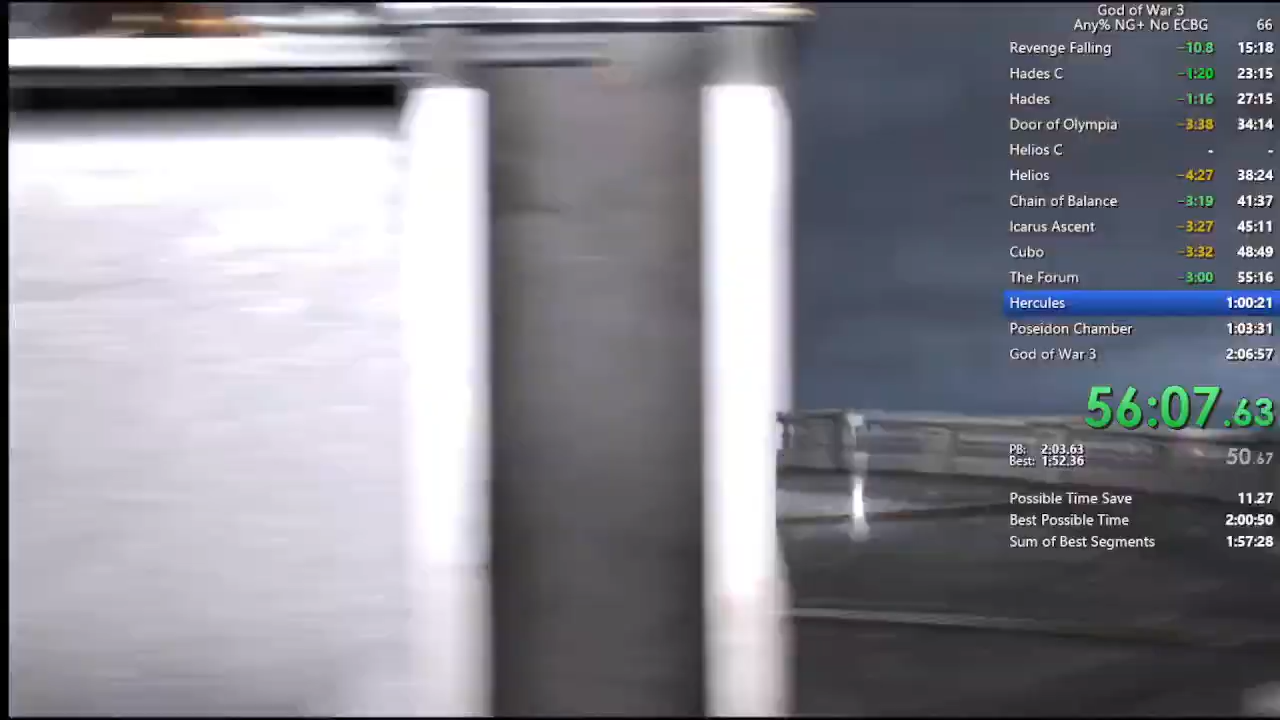 God of War 3
Any% NG+ No ECBG 66
Revenge Falling -10.8 15:18
Hades C -1:20 23:15
Hades -1:16 27:15
Door of Olympia -3:38 34:14
Helios C - -
Helios -4:27 38:24
Chain of Balance -3:19 41:37
Icarus Ascent -3:27 45:11
Cubo -3:32 48:49
The Forum -3:00 55:16
Hercules 1:00:21
Poseidon Chamber 1:03:31
God of War 3 2:06:57
56:07.63
PB: 2:03.63
Best: 1:52.36 50.67
Possible Time Save 11.27
Best Possible Time 2:00:50
Sum of Best Segments 1:57:28